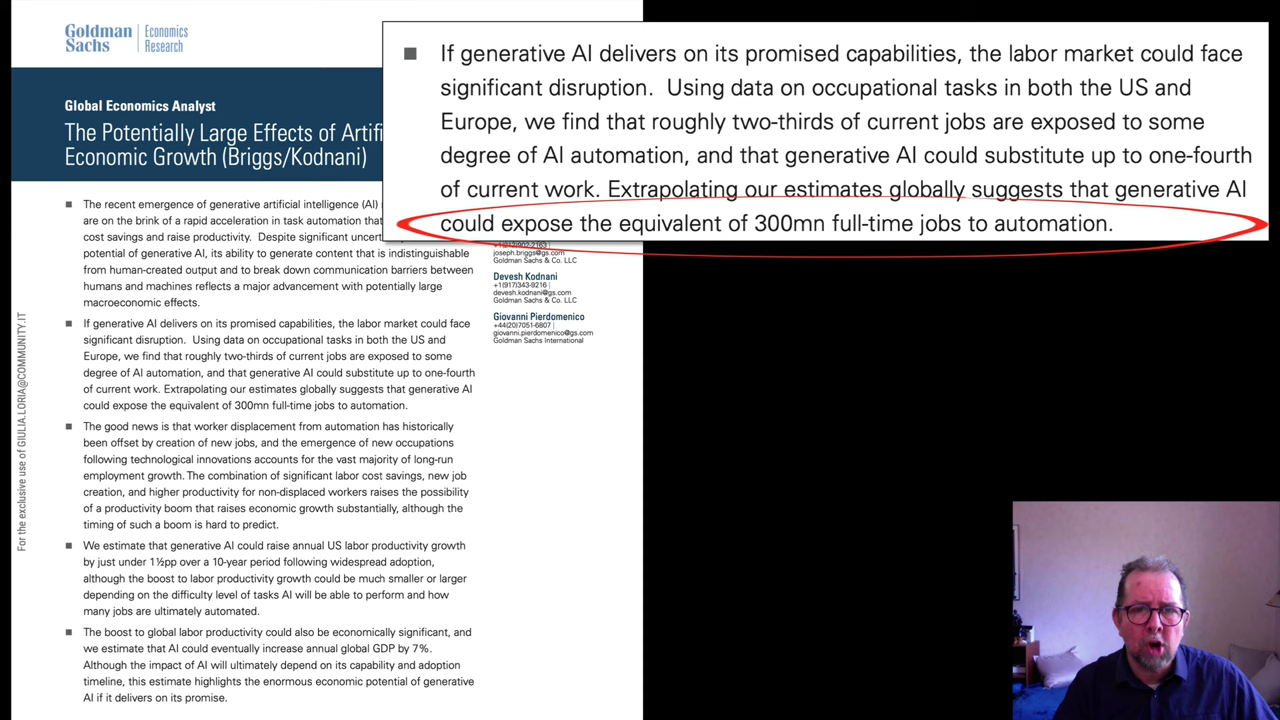 Goldman
Sachs
Economics
Research
Global Economics Analyst
The Potentially Large Effects of Artifi
Economic Growth (Briggs/Kodnani)
■ If generative AI delivers on its promised capabilities, the labor market could face
significant disruption. Using data on occupational tasks in both the US and
Europe, we find that roughly two-thirds of current jobs are exposed to some
degree of AI automation, and that generative AI could substitute up to one-fourth
of current work. Extrapolating our estimates globally suggests that generative AI
could expose the equivalent of 300mn full-time jobs to automation.
■ The recent emergence of generative artificial intelligence (AI)
are on the brink of a rapid acceleration in task automation that
cost savings and raise productivity. Despite significant
potential of generative AI, its ability to generate content that is indistinguishable
from human-created output and to break down communication barriers between
humans and machines reflects a major advancement with potentially large
macroeconomic effects.
■ If generative AI delivers on its promised capabilities, the labor market could face
significant disruption. Using data on occupational tasks in both the US and
Europe, we find that roughly two-thirds of current jobs are exposed to some
degree of AI automation, and that generative AI could substitute up to one-fourth
of current work. Extrapolating our estimates globally suggests that generative AI
could expose the equivalent of 300mn full-time jobs to automation.
■ The good news is that worker displacement from automation has historically
been offset by creation of new jobs, and the emergence of new occupations
following technological innovations accounts for the vast majority of long-run
employment growth. The combination of significant labor cost savings, new job
creation, and higher productivity for non-displaced workers raises the possibility
of a productivity boom that raises economic growth substantially, although the
timing of such a boom is hard to predict.
■ We estimate that generative AI could raise annual US labor productivity growth
by just under 1½pp over a 10-year period following widespread adoption,
although the boost to labor productivity growth could be much smaller or larger
depending on the difficulty level of tasks AI will be able to perform and how
many jobs are ultimately automated.
■ The boost to global labor productivity could also be economically significant, and
we estimate that AI could eventually increase annual global GDP by 7%.
Although the impact of AI will ultimately depend on its capability and adoption
timeline, this estimate highlights the enormous economic potential of generative
AI if it delivers on its promise.
joseph.briggs@gs.com
Goldman Sachs & Co. LLC
Devesh Kodnani
+1(917)343-9216 |
devesh.kodnani@gs.com
Goldman Sachs & Co. LLC
Giovanni Pierdomenico
+44(20)7051-6807 |
giovanni.pierdomenico@gs.com
Goldman Sachs International
For the exclusive use of GIULIA.LORIA@COMMUNITY.IT